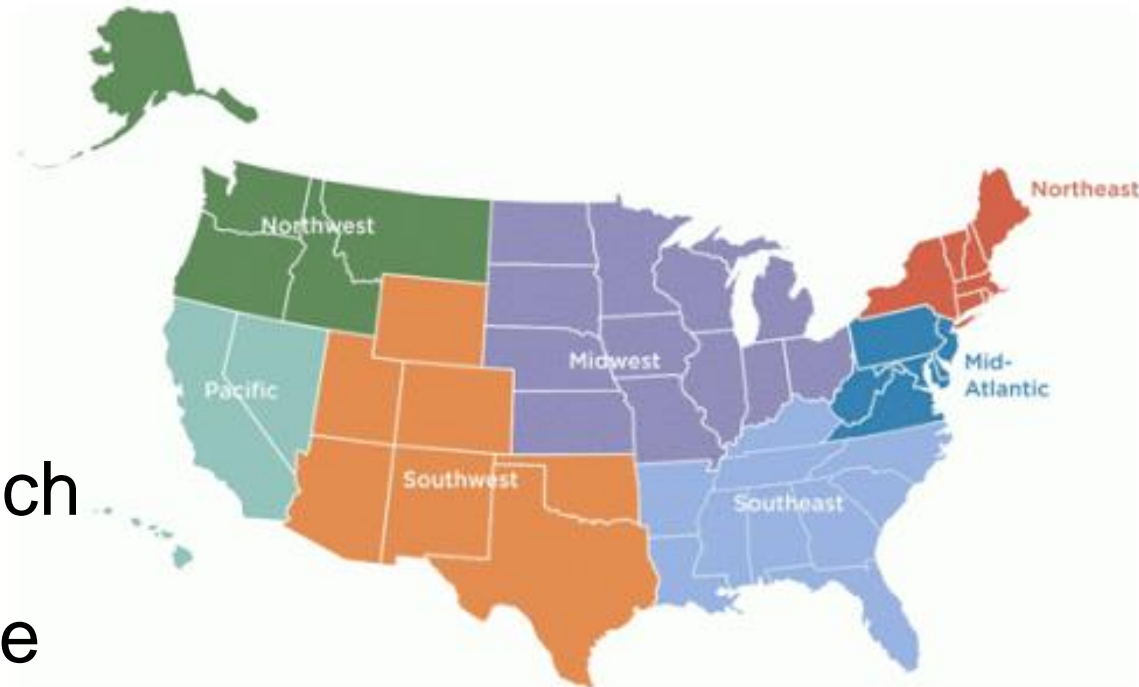 Northeast
Northwest
Midwest
Mid-
Atlantic
Pacific
Southwest
Southeast
ch
e